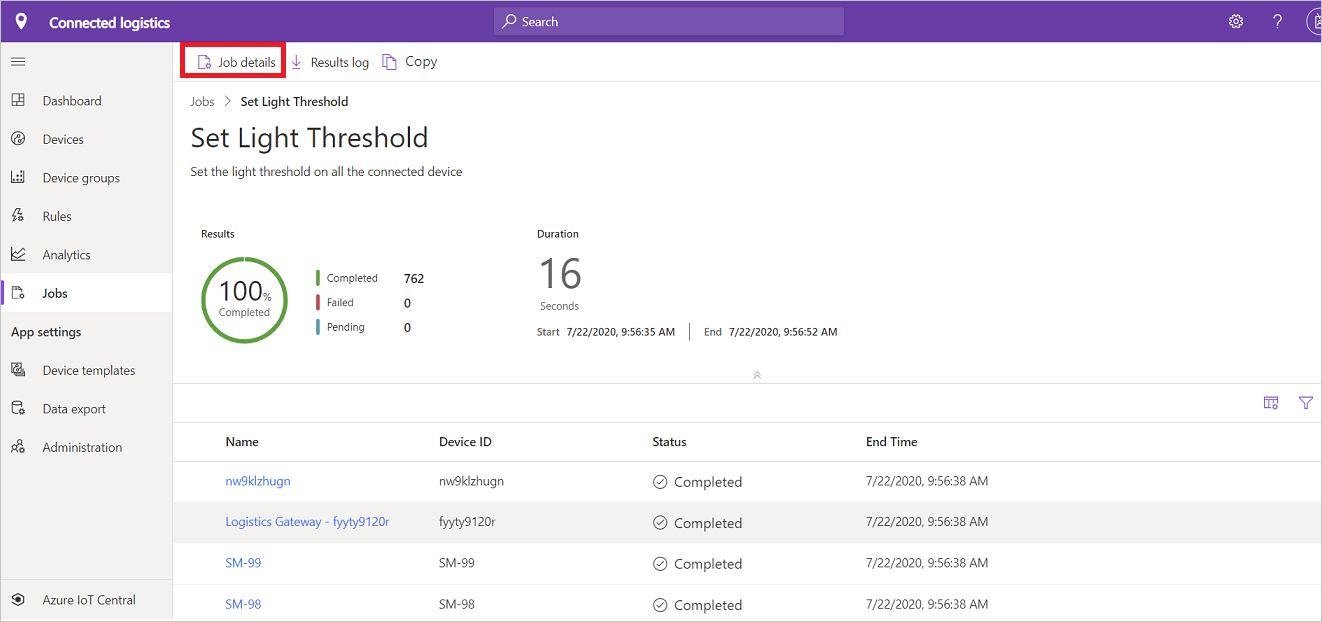 Connected logistics
Search
?
Job details
Results log
Copy
Dashboard
Devices
Device groups
Rules
Analytics
Jobs
App settings
Device templates
Data export
Administration
Azure IoT Central
Jobs > Set Light Threshold
Set Light Threshold
Set the light threshold on all the connected device
Results
100%
Completed
Completed 762
Failed 0
Pending 0
Duration
16
Seconds
Start 7/22/2020, 9:56:35 AM | End 7/22/2020, 9:56:52 AM
Name Device ID Status End Time
nw9klzhugn nw9klzhugn Completed 7/22/2020, 9:56:38 AM
Logistics Gateway - fyyty9120r fyyty9120r Completed 7/22/2020, 9:56:38 AM
SM-99 SM-99 Completed 7/22/2020, 9:56:38 AM
SM-98 SM-98 Completed 7/22/2020, 9:56:38 AM